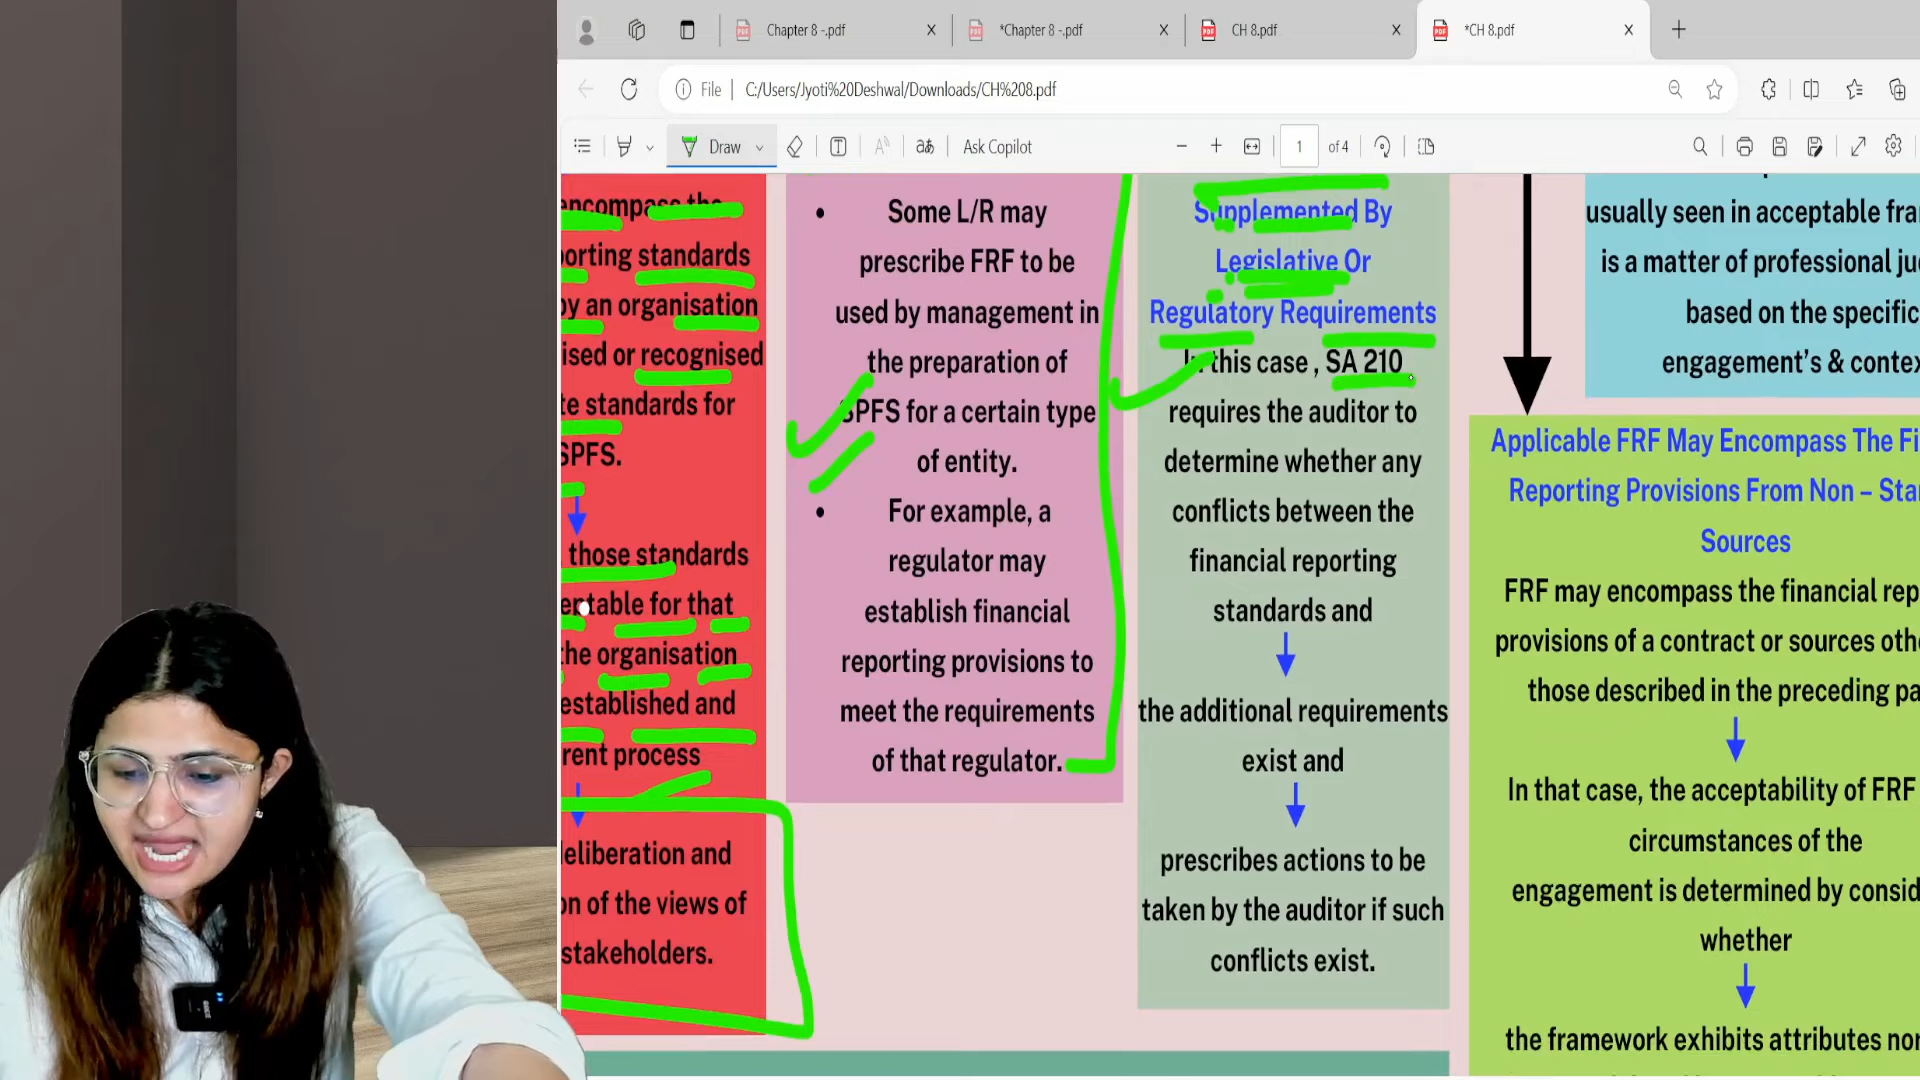 Chapter 8 -.pdf
*Chapter 8 -.pdf
CH 8.pdf
*CH 8.pdf
File
C:/Users/Jyoti%20Deshwal/Downloads/CH%208.pdf
Draw
Ask Copilot
1
of 4
encompass the
orting standards
by an organisation
ised or recognised
te standards for
SPFS.
those standards
eptable for that
the organisation
established and
rent process
deliberation and
on of the views of
stakeholders.
• Some L/R may
prescribe FRF to be
used by management in
the preparation of
SPFS for a certain type
of entity.
• For example, a
regulator may
establish financial
reporting provisions to
meet the requirements
of that regulator.
Supplemented By
Legislative Or
Regulatory Requirements
In this case , SA 210
requires the auditor to
determine whether any
conflicts between the
financial reporting
standards and
the additional requirements
exist and
prescribes actions to be
taken by the auditor if such
conflicts exist.
usually seen in acceptable fra
is a matter of professional ju
based on the specific
engagement's & contex
Applicable FRF May Encompass The Fi
Reporting Provisions From Non – Sta
Sources
FRF may encompass the financial rep
provisions of a contract or sources oth
those described in the preceding pa
In that case, the acceptability of FRF
circumstances of the
engagement is determined by consid
whether
the framework exhibits attributes nor